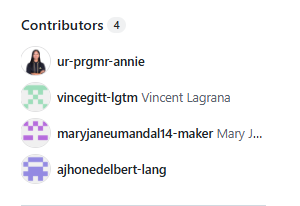 Contributors 4
ur-prgmr-annie
vincegitt-lgtm Vincent Lagrana
maryjaneumandal14-maker Mary J...
ajhonedelbert-lang